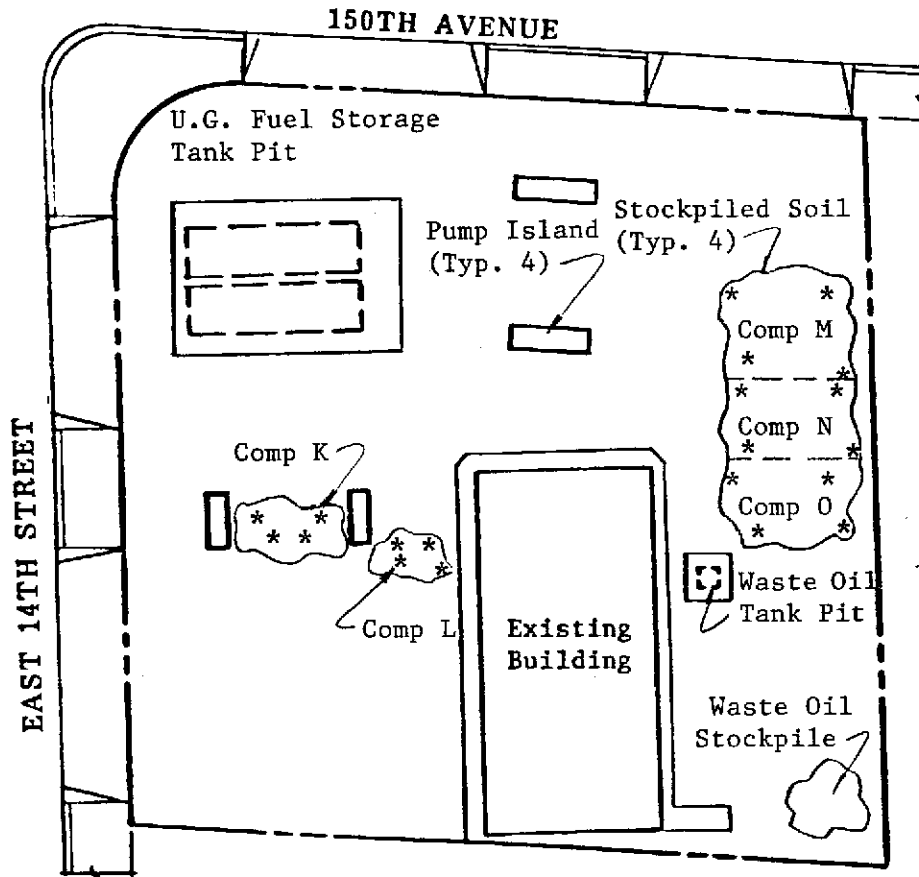 150TH AVENUE
U.G. Fuel Storage
Tank Pit
Pump Island
(Typ. 4)
Stockpiled Soil
(Typ. 4)
Comp M
Comp N
Comp O
Comp K
Comp L
EAST 14TH STREET
Existing
Building
Waste Oil
Tank Pit
Waste Oil
Stockpile